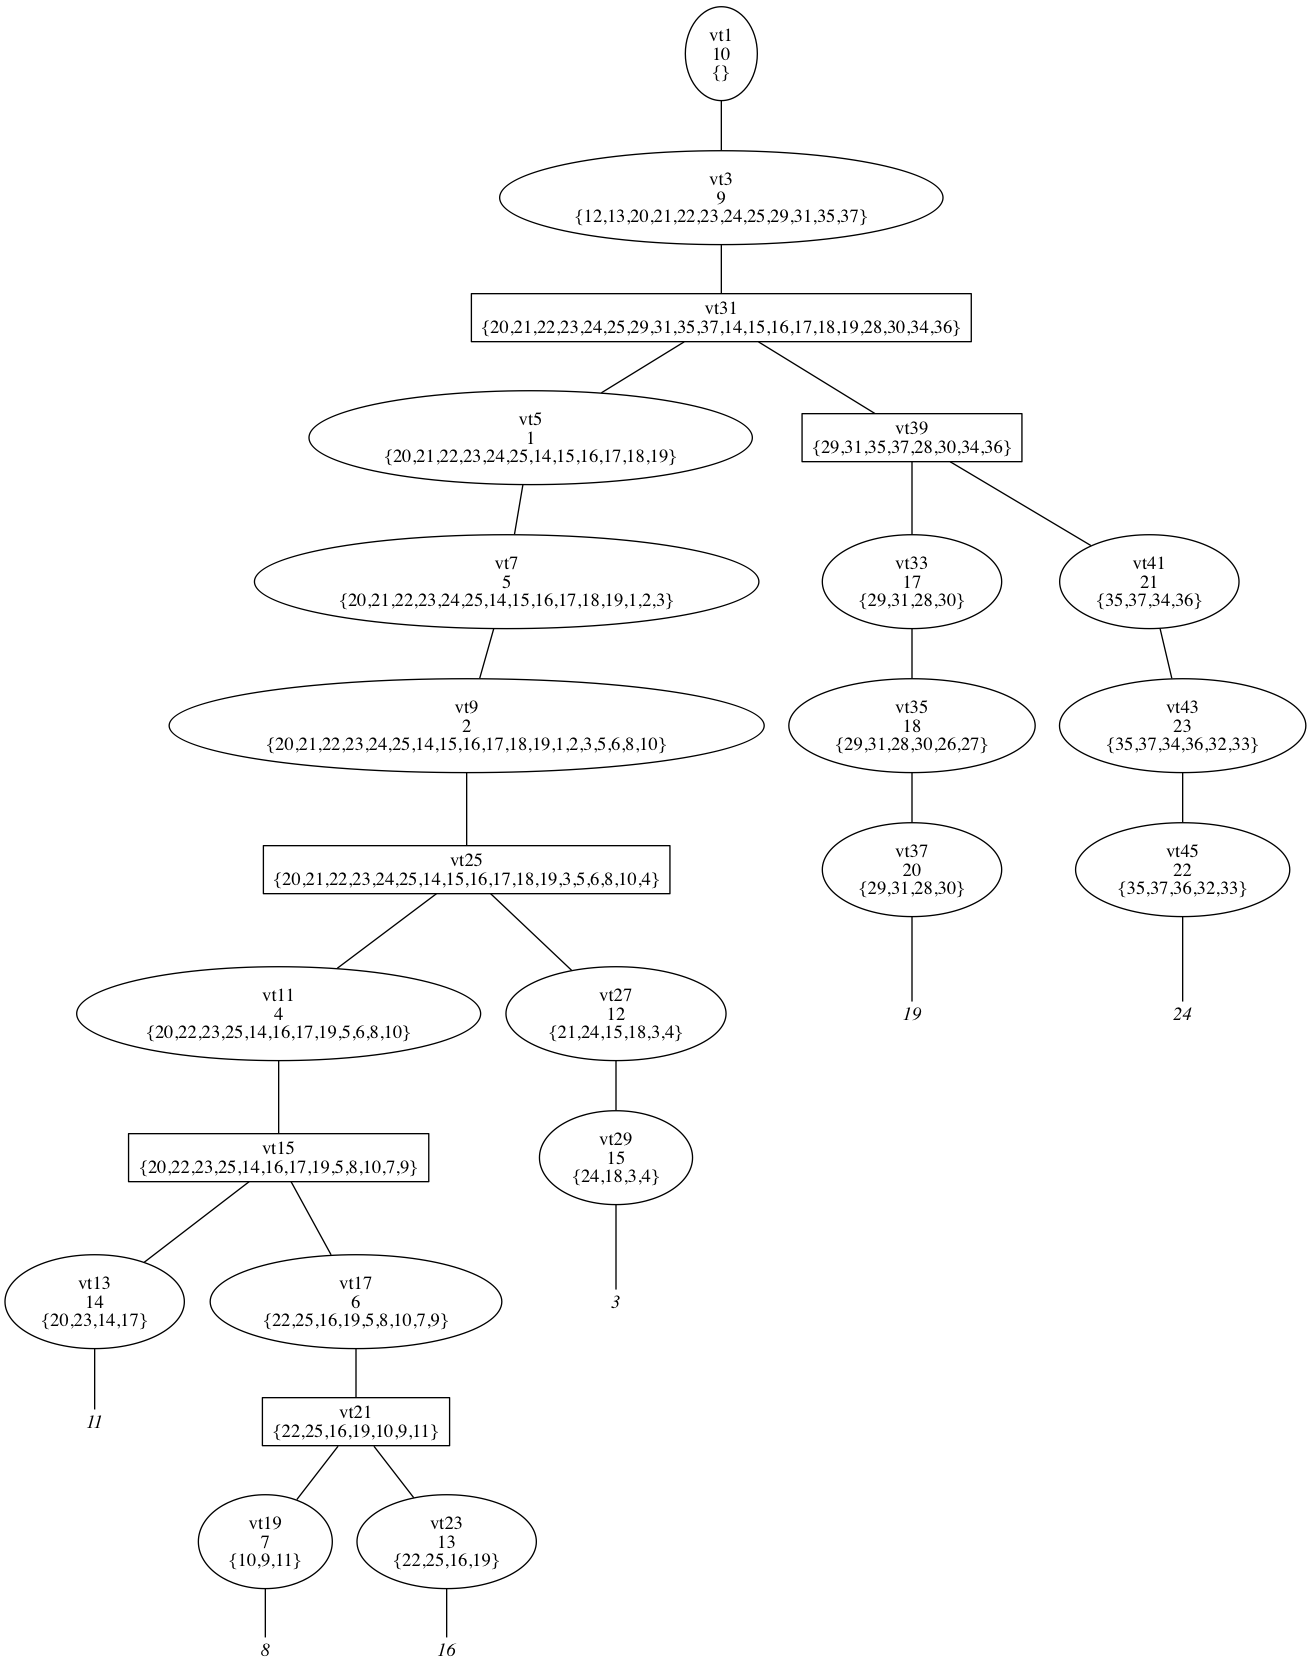 vt1
10
{}
vt3
9
{12,13,20,21,22,23,24,25,29,31,35,37}
vt31
{20,21,22,23,24,25,29,31,35,37,14,15,16,17,18,19,28,30,34,36}
vt5
1
{20,21,22,23,24,25,14,15,16,17,18,19}
vt39
{29,31,35,37,28,30,34,36}
vt7
5
{20,21,22,23,24,25,14,15,16,17,18,19,1,2,3}
vt33
17
{29,31,28,30}
vt41
21
{35,37,34,36}
vt9
2
{20,21,22,23,24,25,14,15,16,17,18,19,1,2,3,5,6,8,10}
vt35
18
{29,31,28,30,26,27}
vt43
23
{35,37,34,36,32,33}
vt25
{20,21,22,23,24,25,14,15,16,17,18,19,3,5,6,8,10,4}
vt37
20
{29,31,28,30}
vt45
22
{35,37,36,32,33}
vt11
4
{20,22,23,25,14,16,17,19,5,6,8,10}
vt27
12
{21,24,15,18,3,4}
19
24
vt15
{20,22,23,25,14,16,17,19,5,8,10,7,9}
vt29
15
{24,18,3,4}
vt13
14
{20,23,14,17}
vt17
6
{22,25,16,19,5,8,10,7,9}
3
11
vt21
{22,25,16,19,10,9,11}
vt19
7
{10,9,11}
vt23
13
{22,25,16,19}
8
16